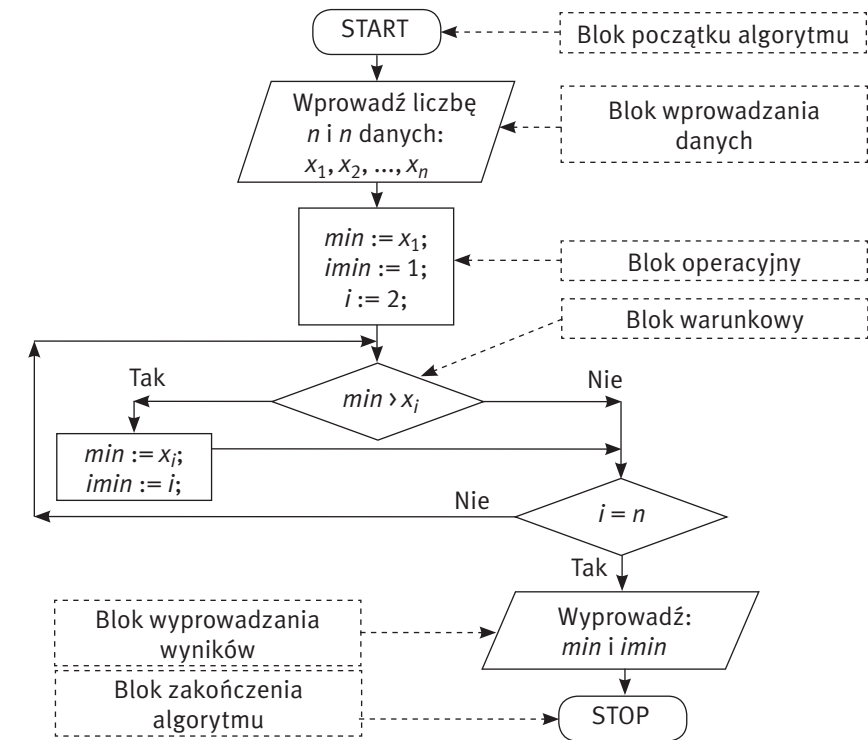 START
Blok początku algorytmu
Wprowadź liczbę
n i n danych:
x₁, x₂, ..., xₙ
Blok wprowadzania
danych
min := x₁;
imin := 1;
i := 2;
Blok operacyjny
Blok warunkowy
Tak
Nie
min > xᵢ
min := xᵢ;
imin := i;
Nie
i = n
Tak
Blok wyprowadzania
wyników
Wyprowadź:
min i imin
Blok zakończenia
algorytmu
STOP